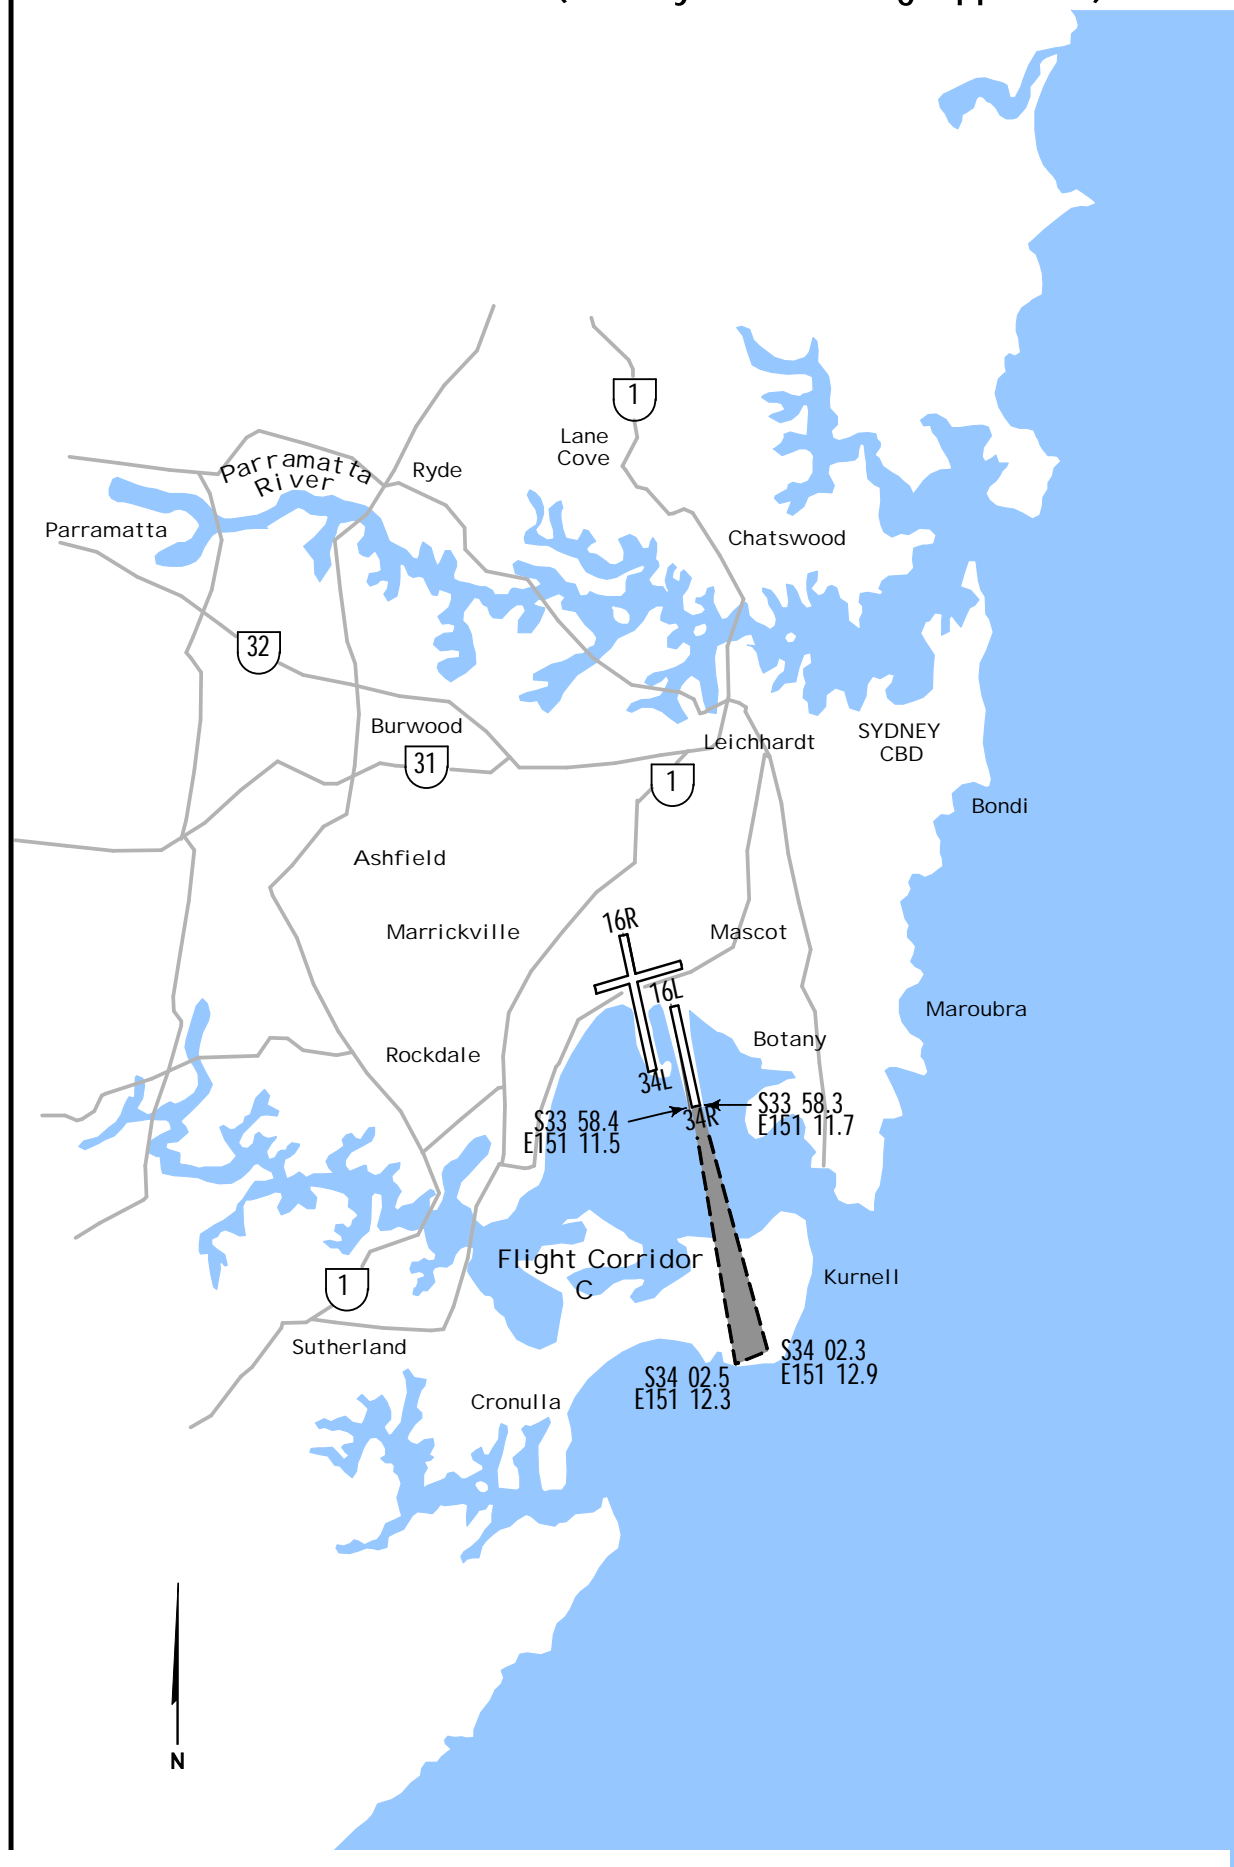 1
Lane
Cove
Parramatta
River
Ryde
Parramatta
Chatswood
32
Burwood
SYDNEY
CBD
Leichhardt
31
1
Bondi
Ashfield
16R
Marrickville
Mascot
16L
Maroubra
Botany
Rockdale
34L
S33 58.3
E151 11.7
34R
S33 58.4
E151 11.5
Flight Corridor
C
Kurnell
1
Sutherland
S34 02.3
E151 12.9
S34 02.5
E151 12.3
Cronulla
N